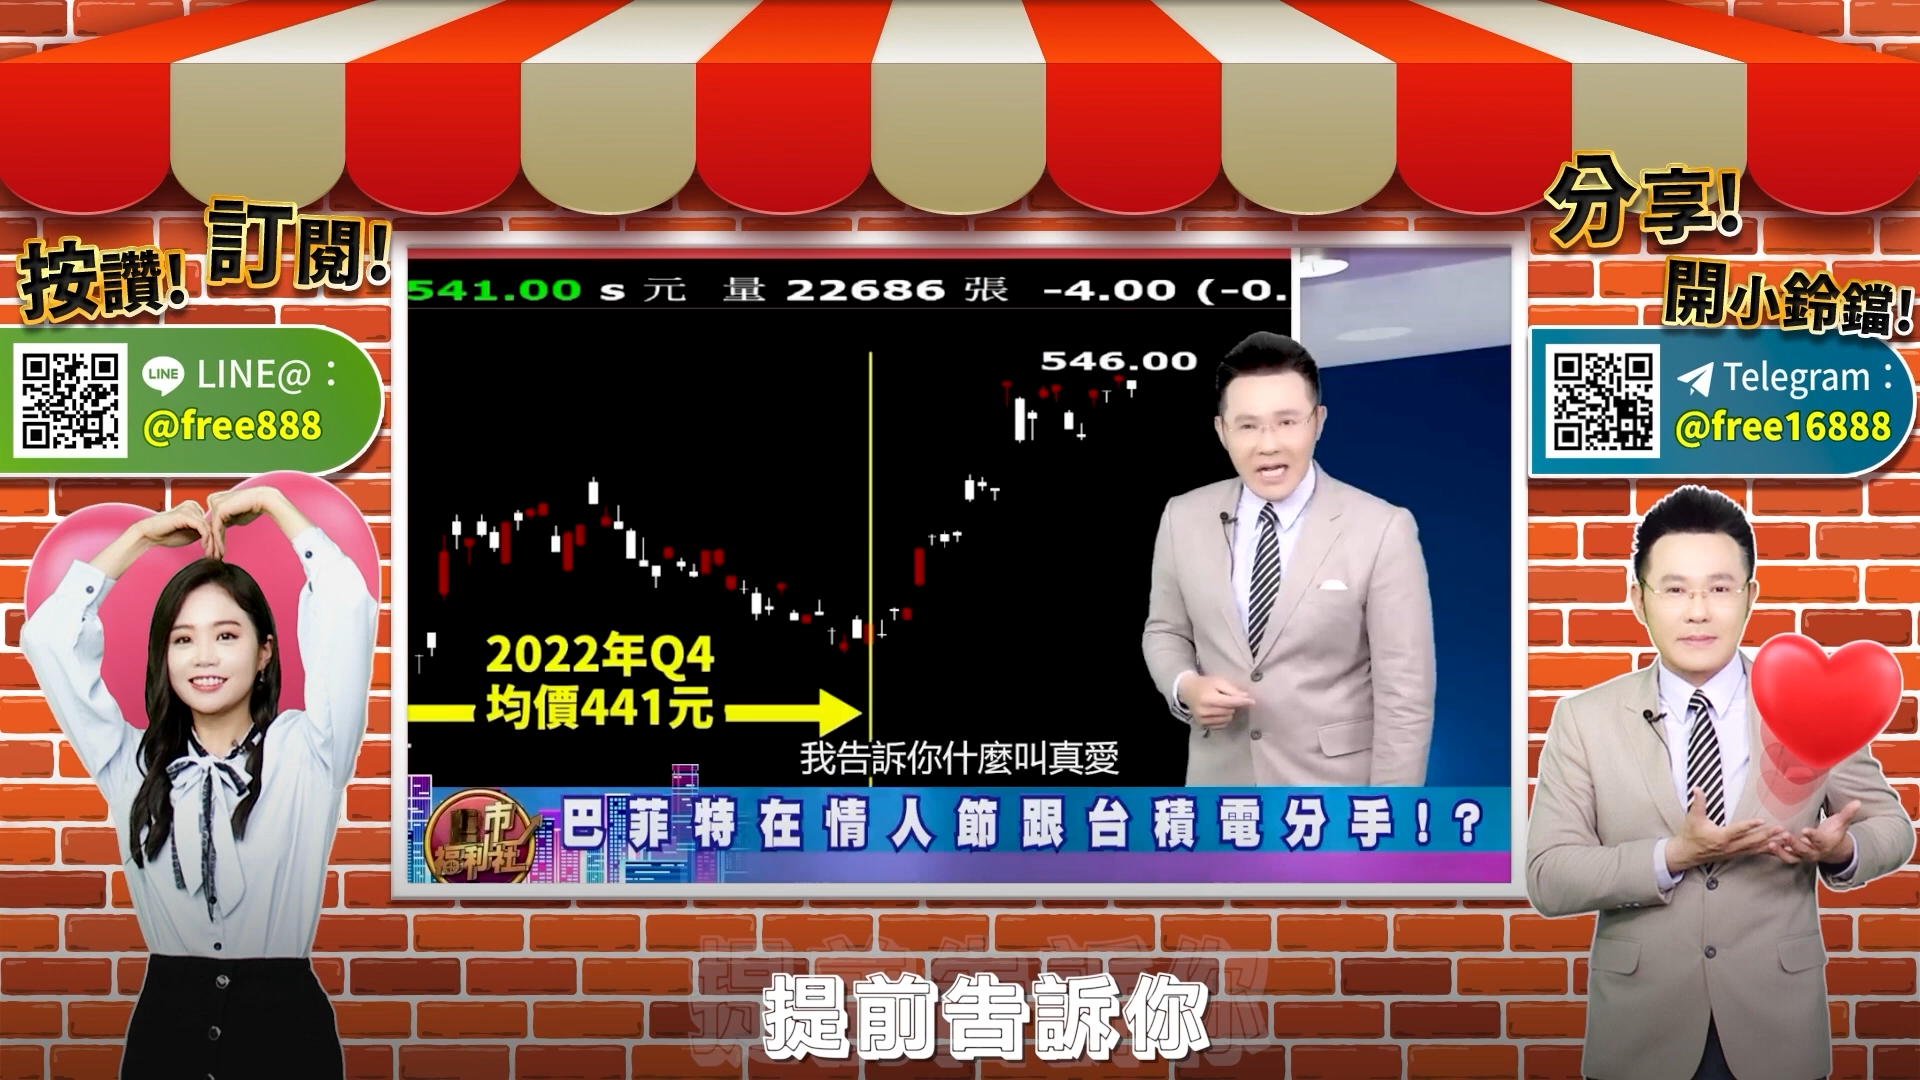 按讚!
訂閱!
LINE
LINE@：
@free888
分享!
開小鈴鐺!
Telegram：
@free16888
541.00 s 元 量 22686 張 -4.00 (-0.
546.00
2022年Q4
均價441元
我告訴你什麼叫真愛
股市
福利社
巴菲特在情人節跟台積電分手!?
提前告訴你